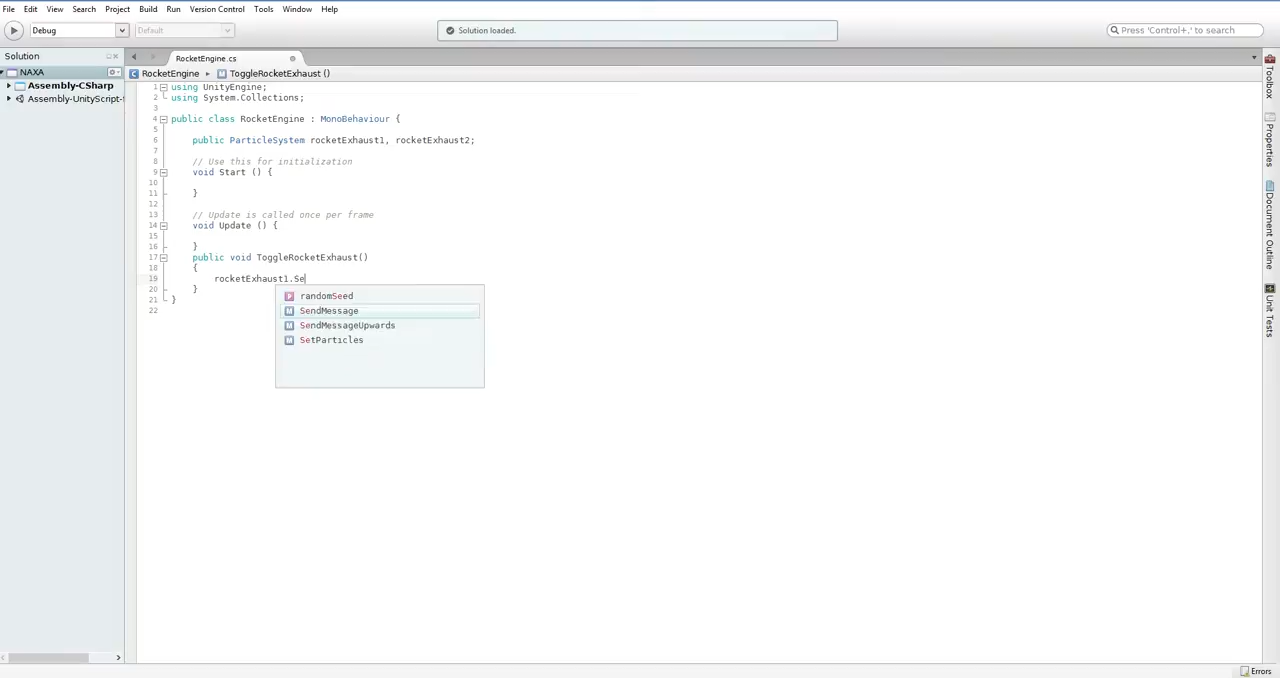 File Edit View Search Project Build Run Version Control Tools Window Help
Debug Default Solution loaded. Press 'Control+,' to search
Solution
RocketEngine.cs
NAXA
RocketEngine ToggleRocketExhaust ()
Assembly-CSharp
Assembly-UnityScript-f
1 using UnityEngine;
2 using System.Collections;
3
4 public class RocketEngine : MonoBehaviour {
5
6 public ParticleSystem rocketExhaust1, rocketExhaust2;
7
8 // Use this for initialization
9 void Start () {
10
11 }
12
13 // Update is called once per frame
14 void Update () {
15
16 }
17 public void ToggleRocketExhaust()
18 {
19 rocketExhaust1.Se
20 }
21 }
22
P randomSeed
M SendMessage
M SendMessageUpwards
M SetParticles
Toolbox
Properties
Document Outline
Unit Tests
Errors